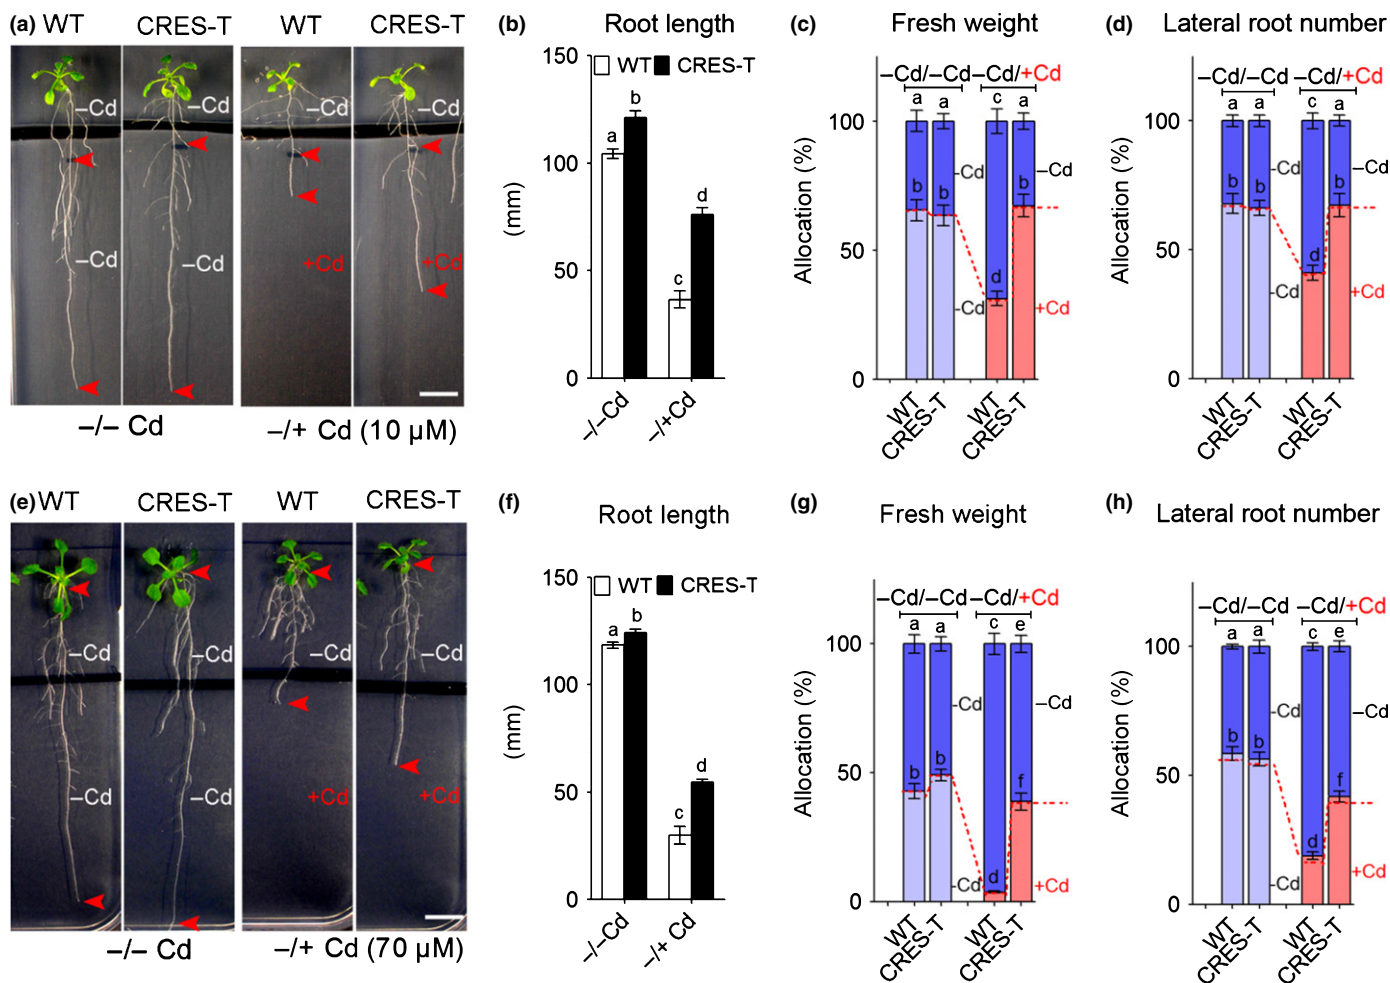 (a) WT CRES-T WT CRES-T
–Cd –Cd –Cd –Cd
–Cd –Cd +Cd +Cd
–/– Cd –/+ Cd (10 µM)
(b) Root length
WT CRES-T
(mm)
150
100
50
0
a b c d
–/–Cd –/+Cd
(c) Fresh weight
–Cd/–Cd –Cd/+Cd
a a c a
b b d b
Allocation (%)
100
50
0
–Cd –Cd
–Cd +Cd
WT CRES-T WT CRES-T
(d) Lateral root number
–Cd/–Cd –Cd/+Cd
a a c a
b b d b
Allocation (%)
100
50
0
–Cd –Cd
–Cd +Cd
WT CRES-T WT CRES-T
(e) WT CRES-T WT CRES-T
–Cd –Cd –Cd –Cd
–Cd –Cd +Cd +Cd
–/– Cd –/+ Cd (70 µM)
(f) Root length
WT CRES-T
(mm)
150
100
50
0
a b c d
–/–Cd –/+ Cd
(g) Fresh weight
–Cd/–Cd –Cd/+Cd
a a c e
b b d f
Allocation (%)
100
50
0
–Cd –Cd
–Cd +Cd
WT CRES-T WT CRES-T
(h) Lateral root number
–Cd/–Cd –Cd/+Cd
a a c e
b b d f
Allocation (%)
100
50
0
–Cd –Cd
–Cd +Cd
WT CRES-T WT CRES-T